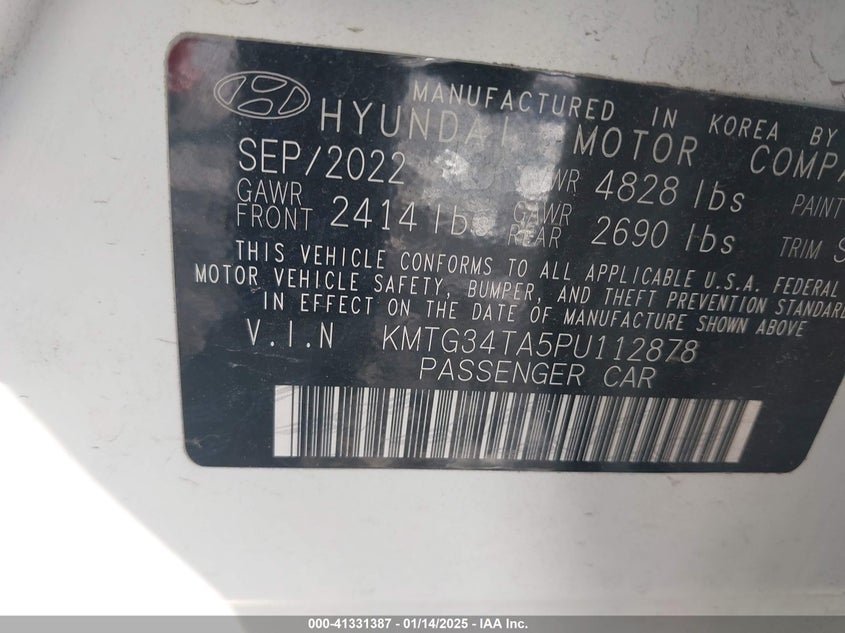 MANUFACTURED IN KOREA BY
HYUNDAI MOTOR
SEP/2022 4828 lbs PAINT
GAWR FRONT 2414 lbs GAWR REAR 2690 lbs TRIM
THIS VEHICLE CONFORMS TO ALL APPLICABLE U.S.A. FEDERAL
MOTOR VEHICLE SAFETY, BUMPER, AND THEFT PREVENTION
IN EFFECT ON THE DATE OF MANUFACTURE SHOWN ABOVE
V.I.N KMTG34TA5PU112878
PASSENGER CAR
000-41331387 - 01/14/2025 - IAA Inc.